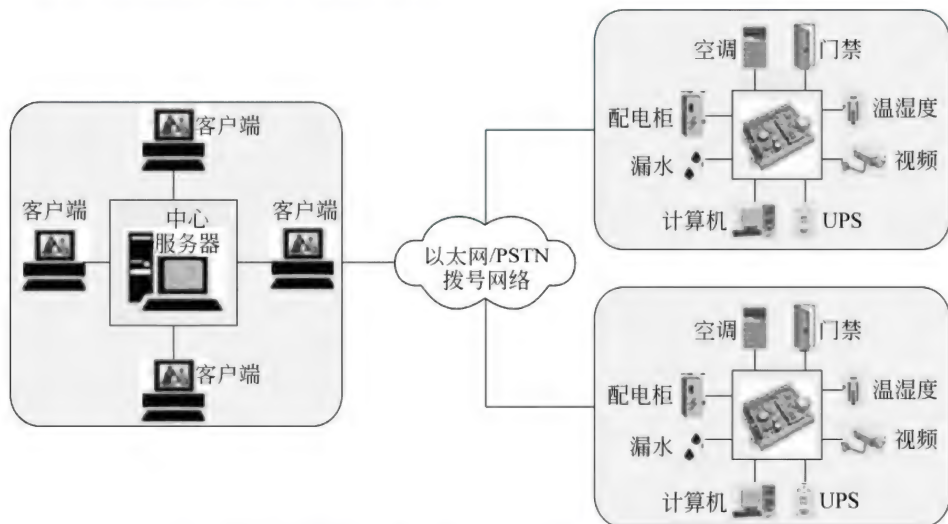 客户端
客户端
中心
服务器
客户端
客户端
以太网/PSTN
拨号网络
空调
门禁
配电柜
温湿度
漏水
视频
计算机
UPS
空调
门禁
配电柜
温湿度
漏水
视频
计算机
UPS